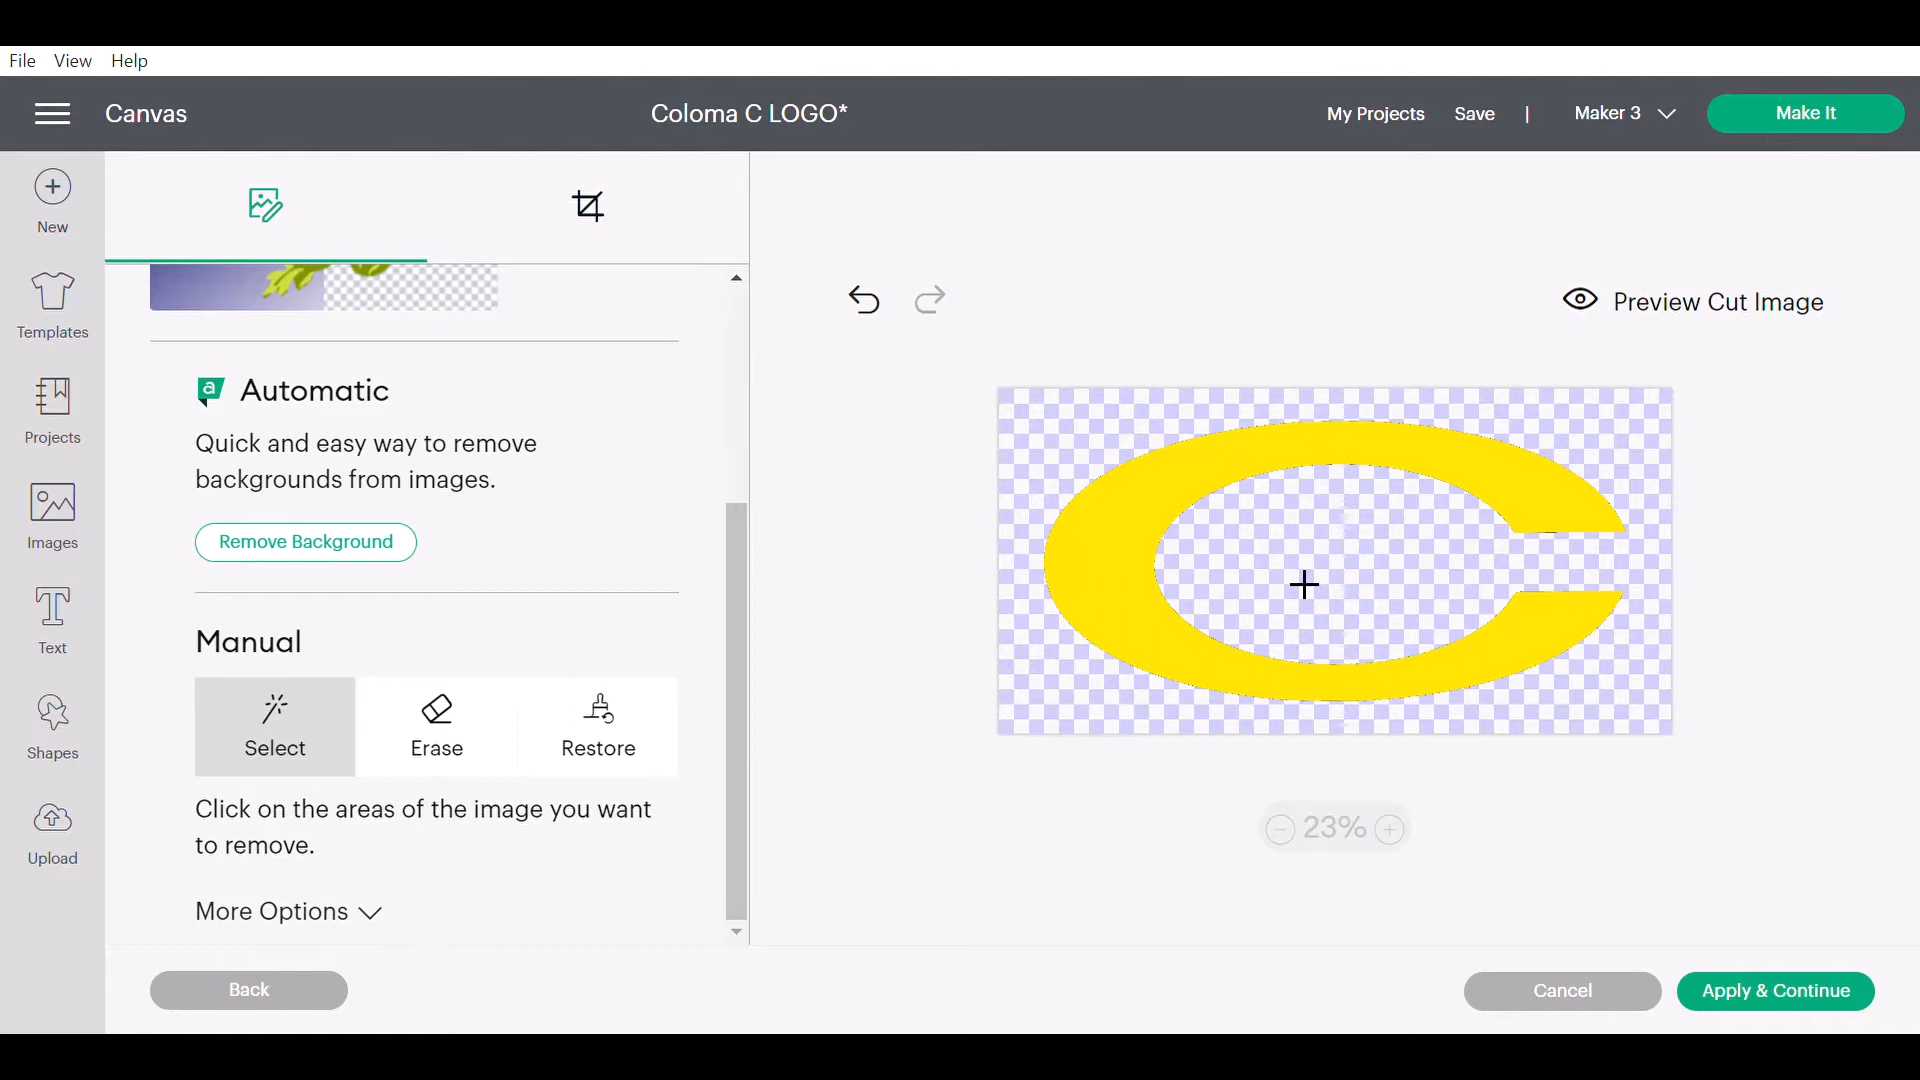 File View Help
Canvas
Coloma C LOGO*
My Projects Save | Maker 3
Make It
New
Templates
Projects
Images
Text
Shapes
Upload
a Automatic
Quick and easy way to remove
backgrounds from images.
Remove Background
Manual
Select Erase Restore
Click on the areas of the image you want
to remove.
More Options
Preview Cut Image
C
23%
Back
Cancel
Apply & Continue